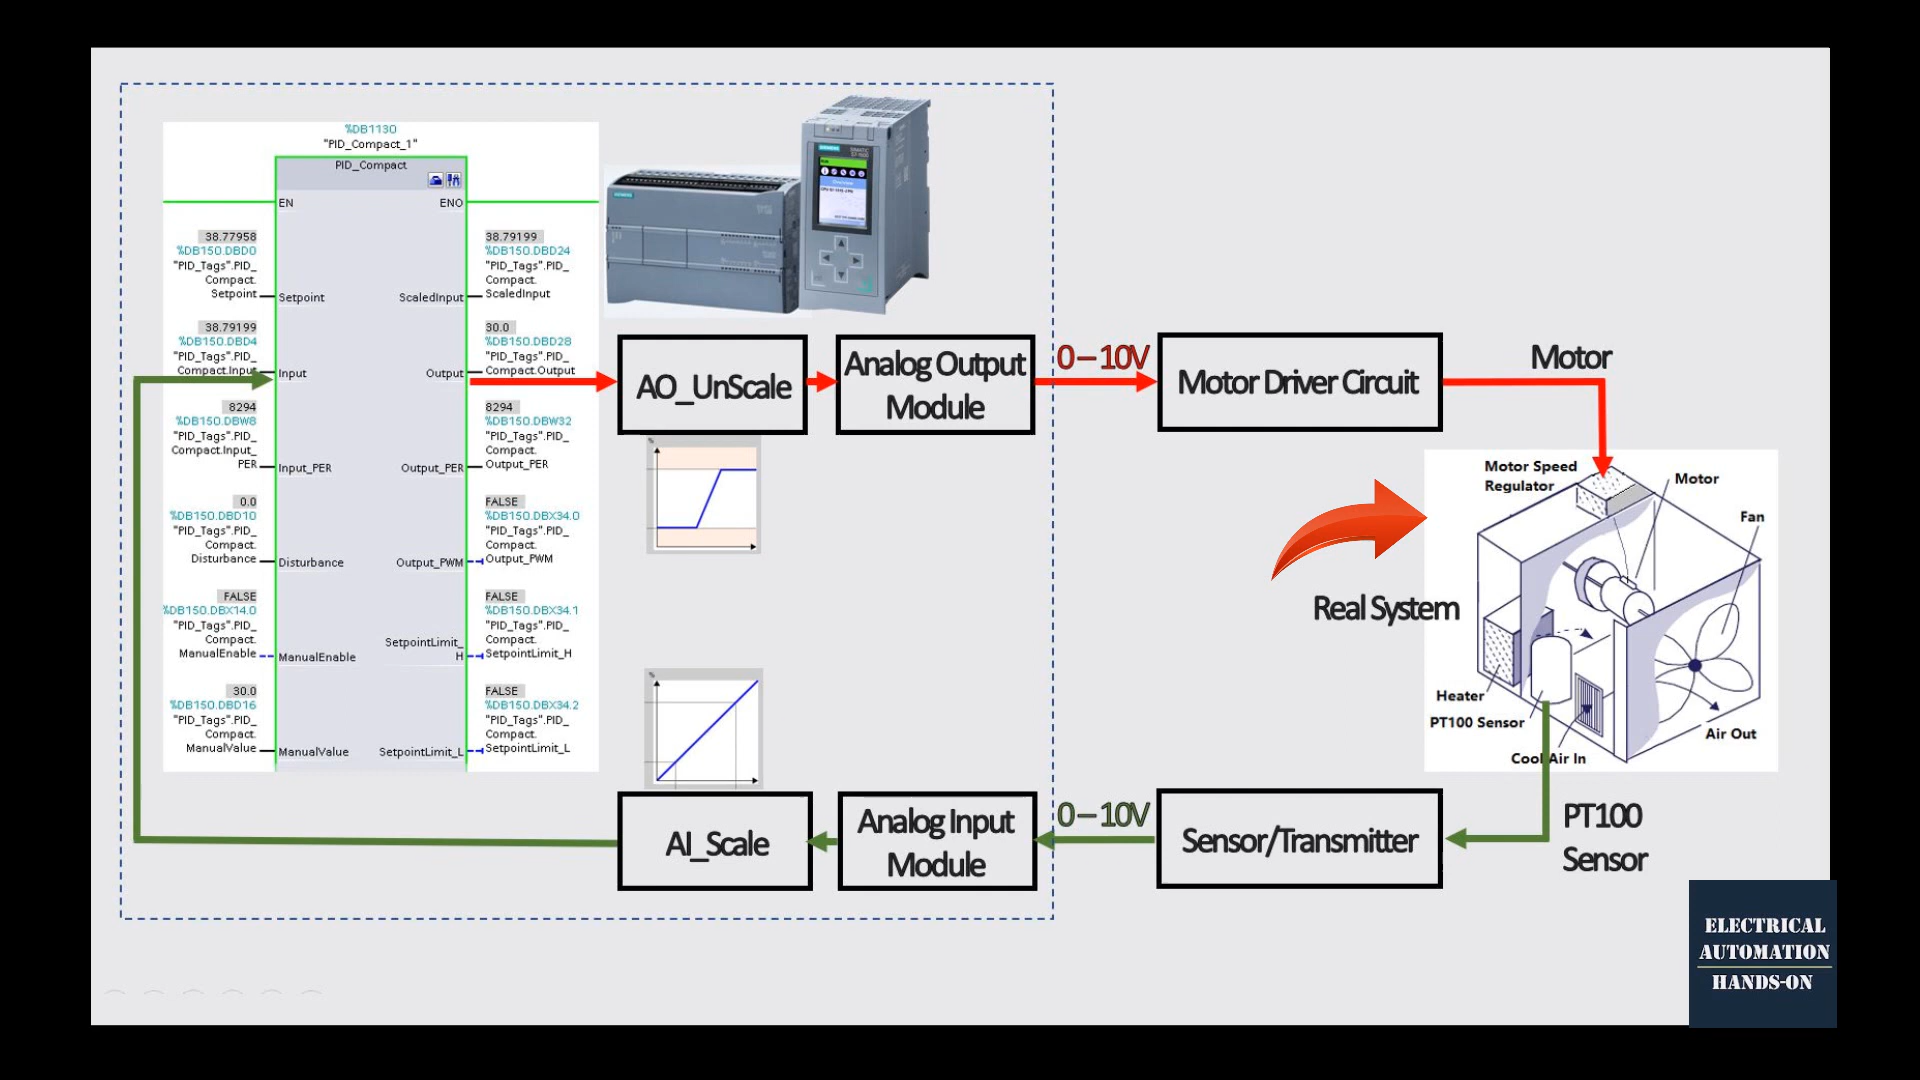 %DB1130
"PID_Compact_1"
PID_Compact
EN
ENO
38.77958
%DB150.DBD0
"PID_Tags".PID_
Compact.
Setpoint
Setpoint
38.79199
%DB150.DBD4
"PID_Tags".PID_
Compact.Input
Input
8294
%DB150.DBW8
"PID_Tags".PID_
Compact.Input_
PER
Input_PER
0.0
%DB150.DBD10
"PID_Tags".PID_
Compact.
Disturbance
Disturbance
FALSE
%DB150.DBX14.0
"PID_Tags".PID_
Compact.
ManualEnable
ManualEnable
30.0
%DB150.DBD16
"PID_Tags".PID_
Compact.
ManualValue
ManualValue
38.79199
%DB150.DBD24
"PID_Tags".PID_
Compact.
ScaledInput
ScaledInput
30.0
%DB150.DBD28
"PID_Tags".PID_
Compact.Output
Output
8294
%DB150.DBW32
"PID_Tags".PID_
Compact.
Output_PER
Output_PER
FALSE
%DB150.DBX34.0
"PID_Tags".PID_
Compact.
Output_PWM
Output_PWM
FALSE
%DB150.DBX34.1
"PID_Tags".PID_
Compact.
SetpointLimit_H
SetpointLimit_
H
FALSE
%DB150.DBX34.2
"PID_Tags".PID_
Compact.
SetpointLimit_L
SetpointLimit_L
SIEMENS
SIEMENS
AO_UnScale
Analog Output
Module
0–10V
Motor Driver Circuit
Motor
%
%
Real System
Motor Speed
Regulator
Motor
Fan
Heater
PT100 Sensor
Cool Air In
Air Out
AI_Scale
Analog Input
Module
0–10V
Sensor/Transmitter
PT100
Sensor
ELECTRICAL
AUTOMATION
HANDS-ON